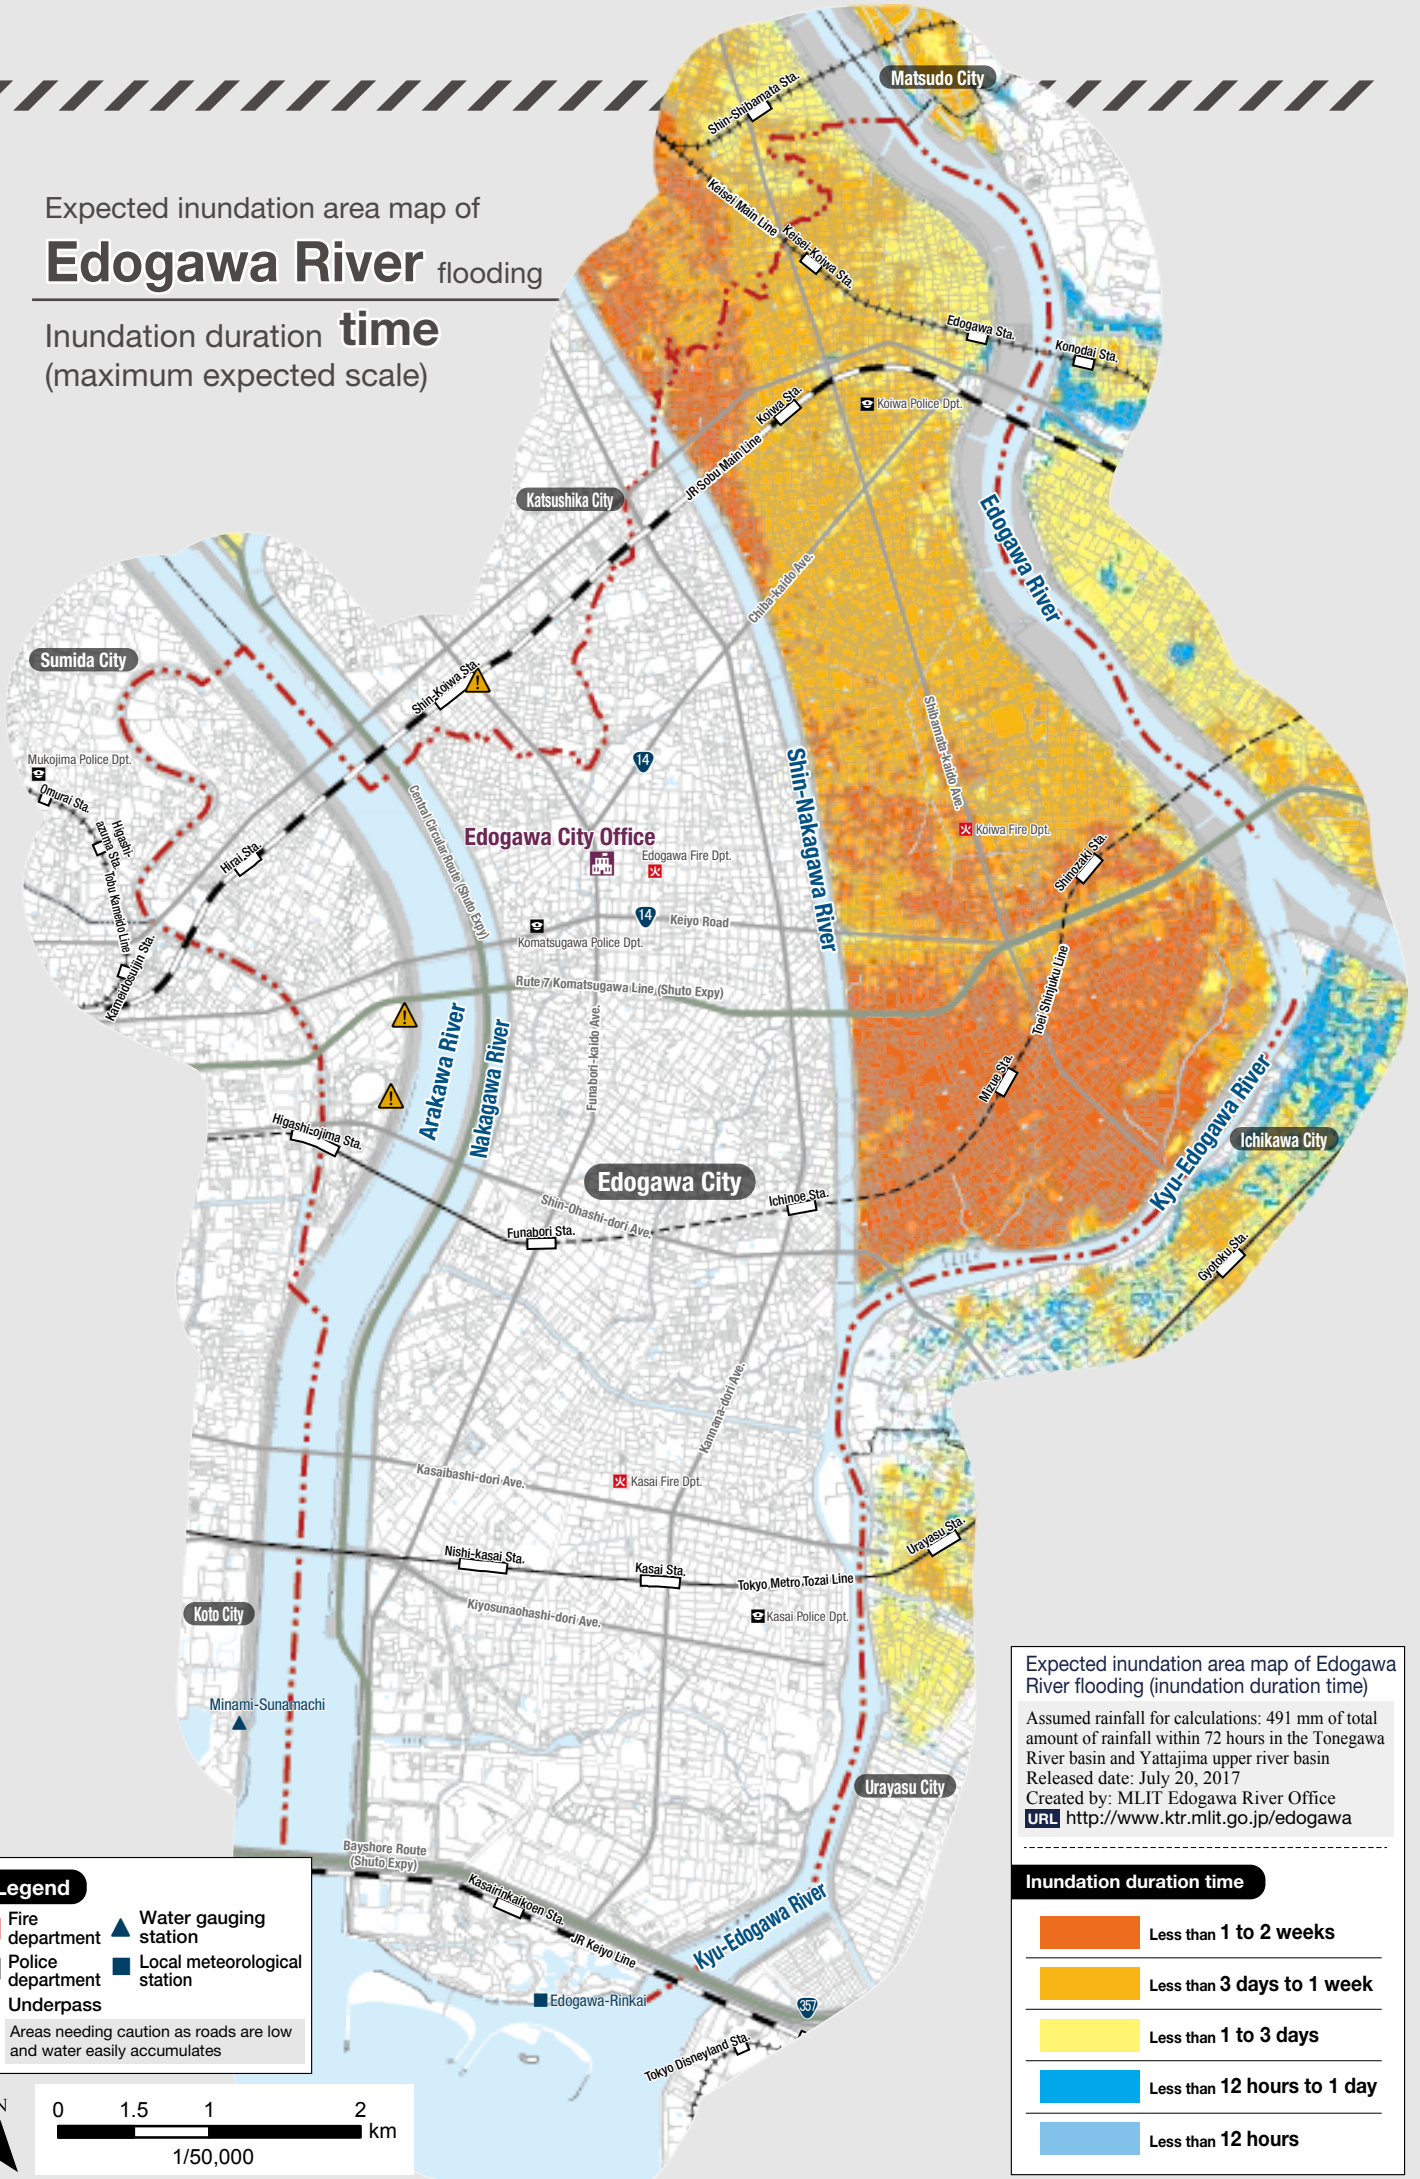 Expected inundation area map of
Edogawa River flooding
Inundation duration time
(maximum expected scale)
Matsudo City
Shin-Shibamata Sta.
Keisei Main Line
Keisei-Koiwa Sta.
Edogawa Sta.
Konodai Sta.
Koiwa Sta.
Koiwa Police Dpt.
JR Sobu Main Line
Katsushika City
Edogawa River
Chiba-kaido Ave.
Sumida City
Shin-Koiwa Sta.
Shibamata-kaido Ave.
Mukojima Police Dpt.
Omurai Sta.
Higashi-
azuma Sta.
Tobu Kameido Line
Hirai Sta.
Central Circular Route (Shuto Expy)
14
Shin-Nakagawa River
Edogawa City Office
Edogawa Fire Dpt.
Koiwa Fire Dpt.
Shinozaki Sta.
14
Keiyo Road
Komatsugawa Police Dpt.
Kameidosuijin Sta.
Rute 7 Komatsugawa Line (Shuto Expy)
Toei Shinjuku Line
Arakawa River
Nakagawa River
Funabori-kaido Ave.
Mizue Sta.
Higashi-ojima Sta.
Ichikawa City
Kyu-Edogawa River
Edogawa City
Ichinoe Sta.
Shin-Ohashi-dori Ave.
Funabori Sta.
Gyotoku Sta.
Kannana-dori Ave.
Kasaibashi-dori Ave.
Kasai Fire Dpt.
Urayasu Sta.
Nishi-kasai Sta.
Kasai Sta.
Tokyo Metro Tozai Line
Koto City
Kiyosunaohashi-dori Ave.
Kasai Police Dpt.
Minami-Sunamachi
Urayasu City
Bayshore Route
(Shuto Expy)
Kasairinkaikoen Sta.
JR Keiyo Line
Kyu-Edogawa River
Edogawa-Rinkai
357
Tokyo Disneyland Sta.
Expected inundation area map of Edogawa
River flooding (inundation duration time)
Assumed rainfall for calculations: 491 mm of total
amount of rainfall within 72 hours in the Tonegawa
River basin and Yattajima upper river basin
Released date: July 20, 2017
Created by: MLIT Edogawa River Office
URL http://www.ktr.mlit.go.jp/edogawa
Inundation duration time
Less than 1 to 2 weeks
Less than 3 days to 1 week
Less than 1 to 3 days
Less than 12 hours to 1 day
Less than 12 hours
Legend
Fire
department
Water gauging
station
Police
department
Local meteorological
station
Underpass
Areas needing caution as roads are low
and water easily accumulates
N
0 1.5 1 2
km
1/50,000